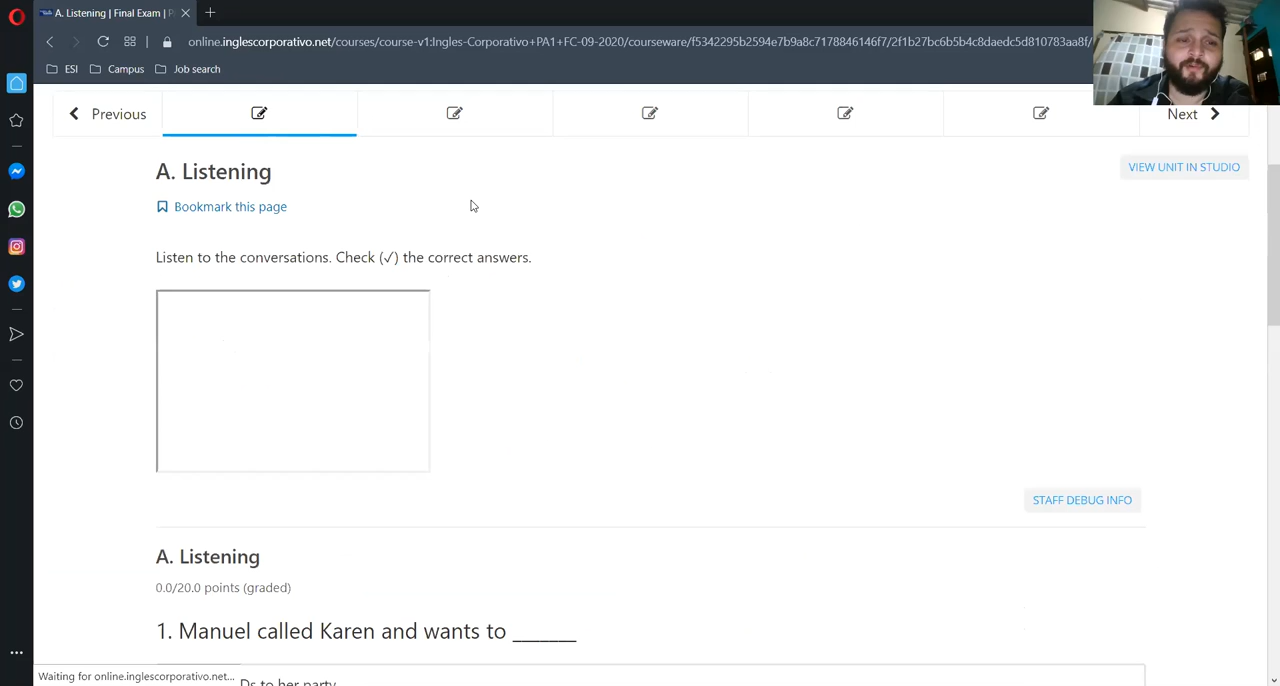 A. Listening | Final Exam | P
online.inglescorporativo.net/courses/course-v1:Ingles-Corporativo+PA1+FC-09-2020/courseware/f5342295b2594e7b9a8c7178846146f7/2f1b27bc6b5b4c8daedc5d810783aa8f/
ESI Campus Job search
Previous Next
A. Listening
VIEW UNIT IN STUDIO
Bookmark this page
Listen to the conversations. Check (✓) the correct answers.
STAFF DEBUG INFO
A. Listening
0.0/20.0 points (graded)
1. Manuel called Karen and wants to _______
Waiting for online.inglescorporativo.net...
to her party